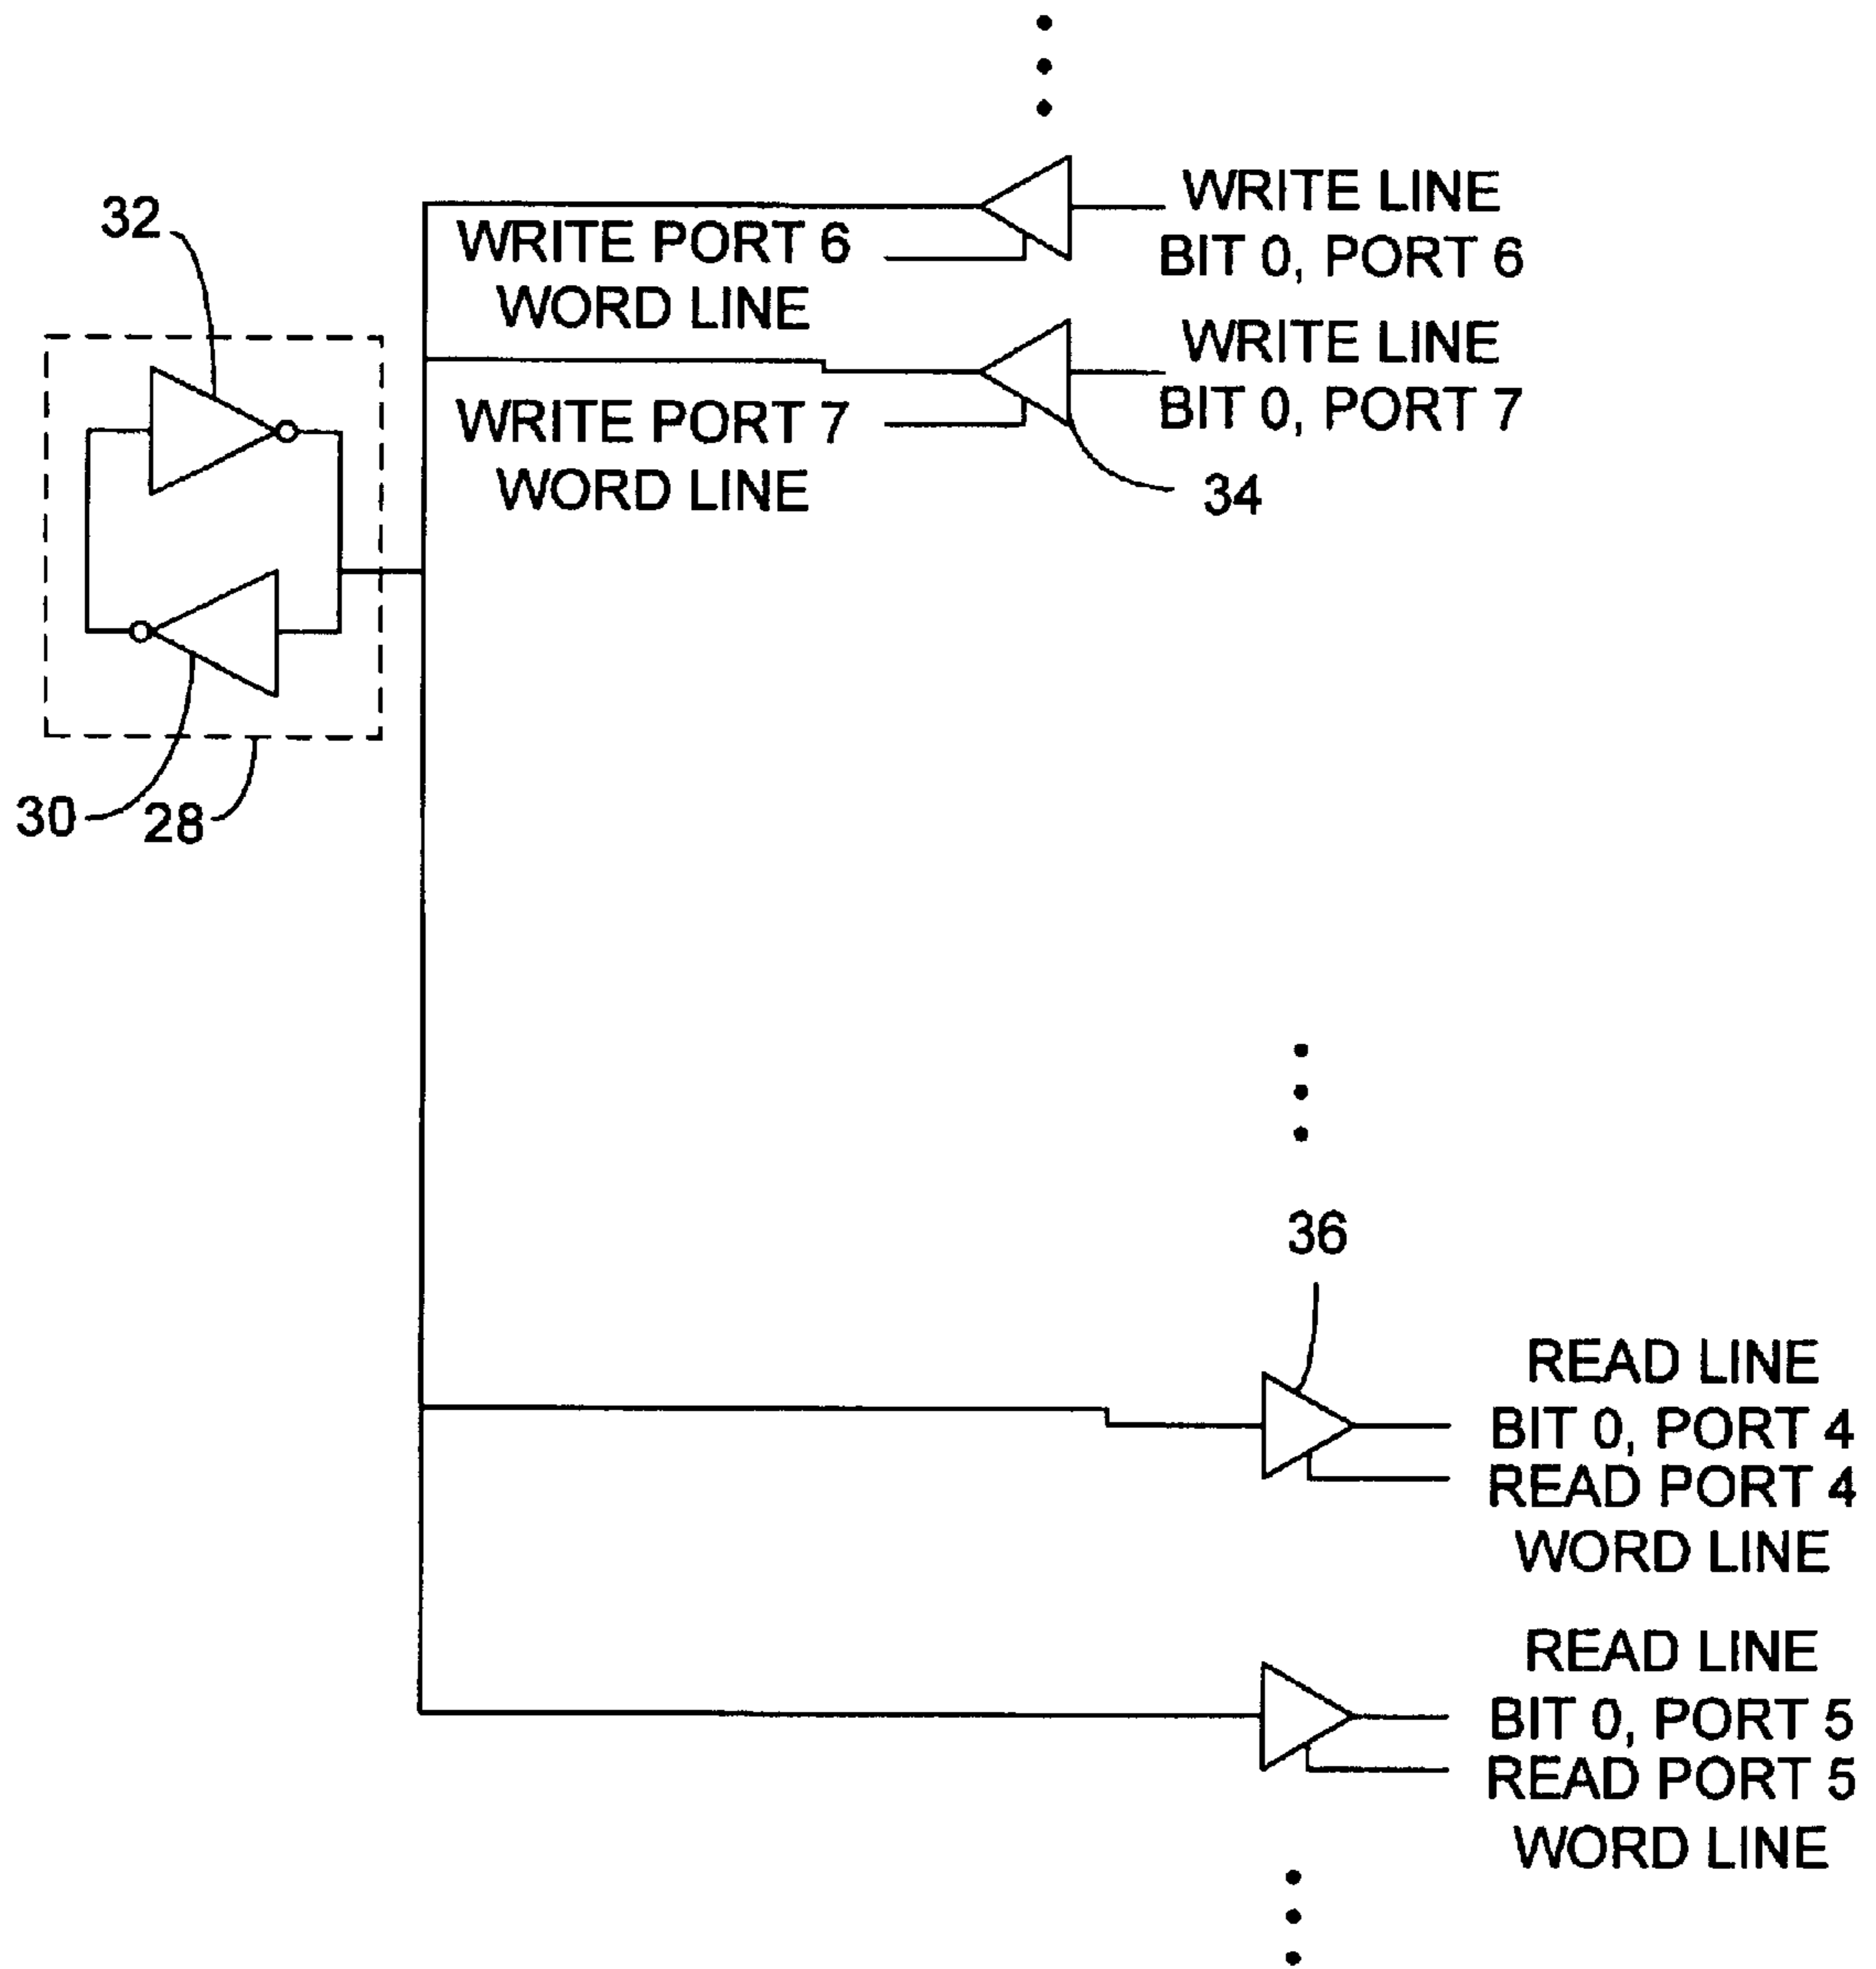 32
WRITE LINE
BIT 0, PORT 6
WRITE PORT 6
WORD LINE
WRITE LINE
BIT 0, PORT 7
WRITE PORT 7
WORD LINE
34
30
28
36
READ LINE
BIT 0, PORT 4
READ PORT 4
WORD LINE
READ LINE
BIT 0, PORT 5
READ PORT 5
WORD LINE